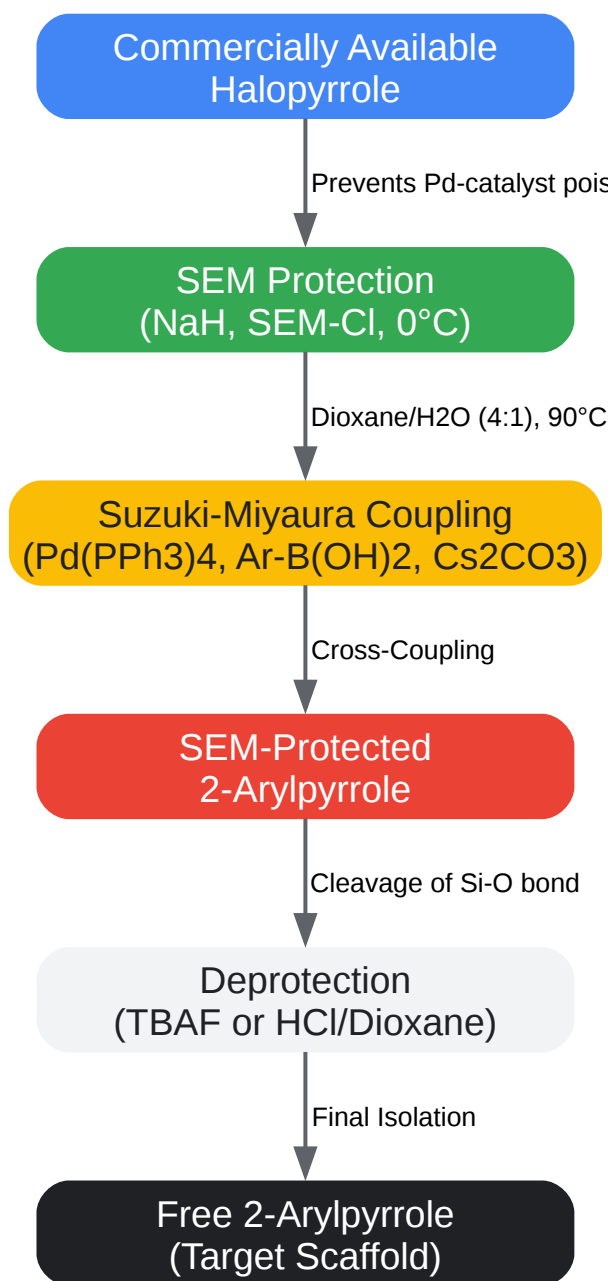 Commercially Available
Halopyrrole
Prevents Pd-catalyst pois
SEM Protection
(NaH, SEM-Cl, 0°C)
Dioxane/H2O (4:1), 90°C
Suzuki-Miyaura Coupling
(Pd(PPh3)4, Ar-B(OH)2, Cs2CO3)
Cross-Coupling
SEM-Protected
2-Arylpyrrole
Cleavage of Si-O bond
Deprotection
(TBAF or HCl/Dioxane)
Final Isolation
Free 2-Arylpyrrole
(Target Scaffold)